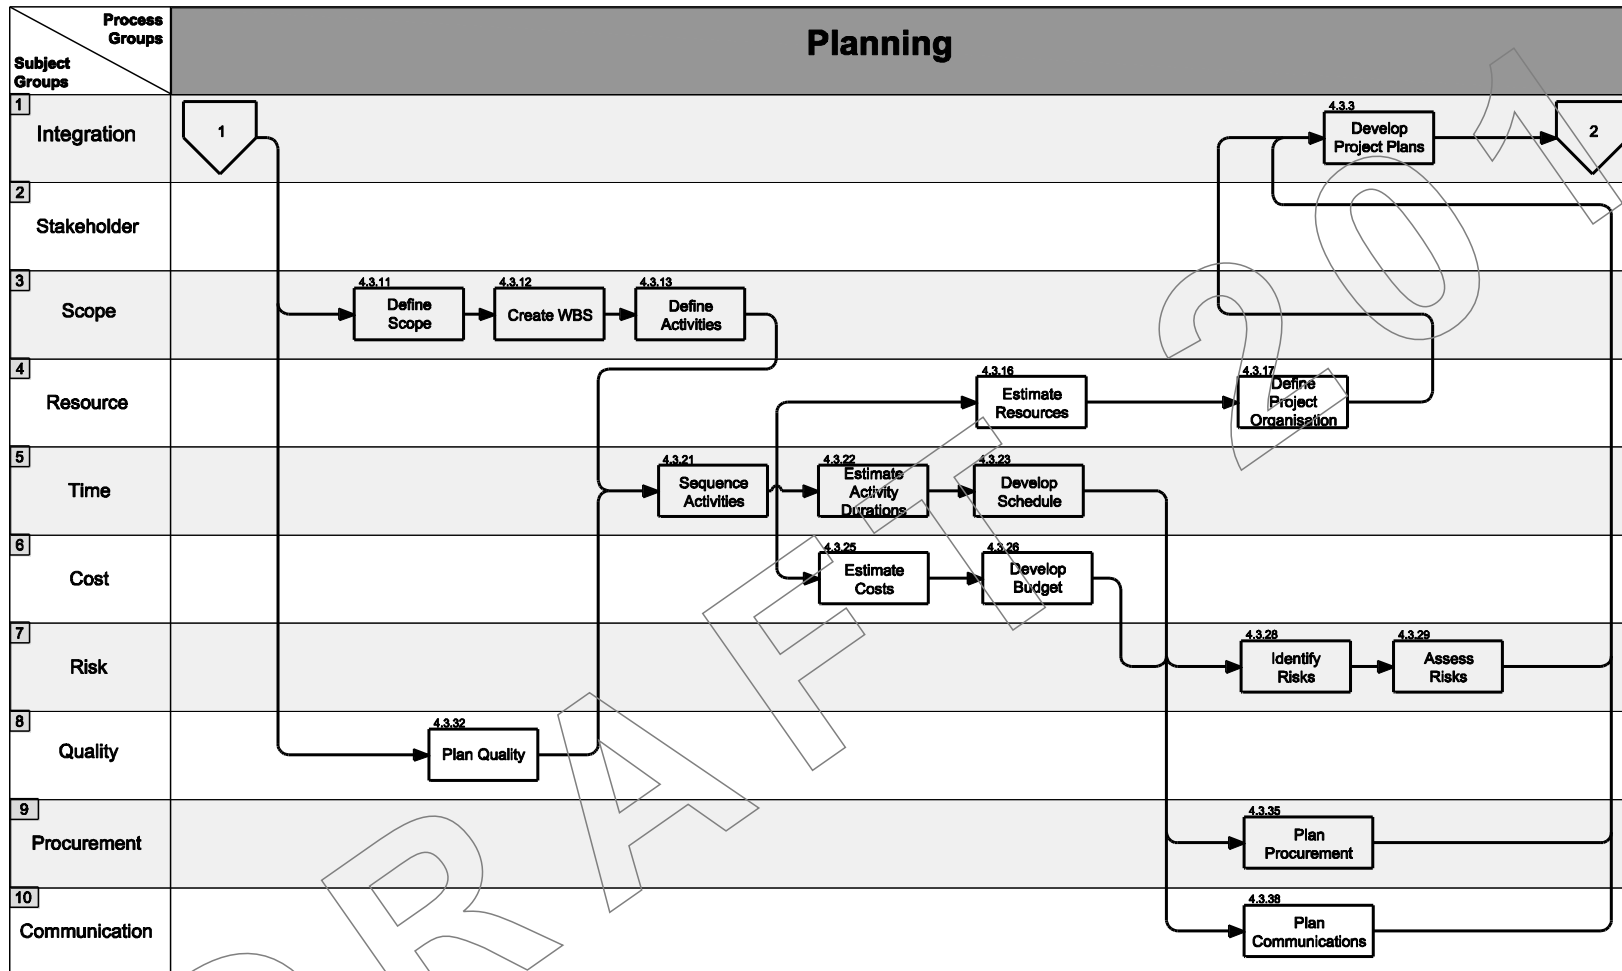 Process
Groups
Subject
Groups
Planning
1
Integration
1
4.3.3
Develop
Project Plans
2
2
Stakeholder
3
Scope
4.3.11
Define
Scope
4.3.12
Create WBS
4.3.13
Define
Activities
4
Resource
4.3.16
Estimate
Resources
4.3.17
Define
Project
Organisation
5
Time
4.3.21
Sequence
Activities
4.3.22
Estimate
Activity
Durations
4.3.23
Develop
Schedule
6
Cost
4.3.25
Estimate
Costs
4.3.26
Develop
Budget
7
Risk
4.3.28
Identify
Risks
4.3.29
Assess
Risks
8
Quality
4.3.32
Plan Quality
9
Procurement
4.3.35
Plan
Procurement
10
Communication
4.3.38
Plan
Communications
DRAFT 201